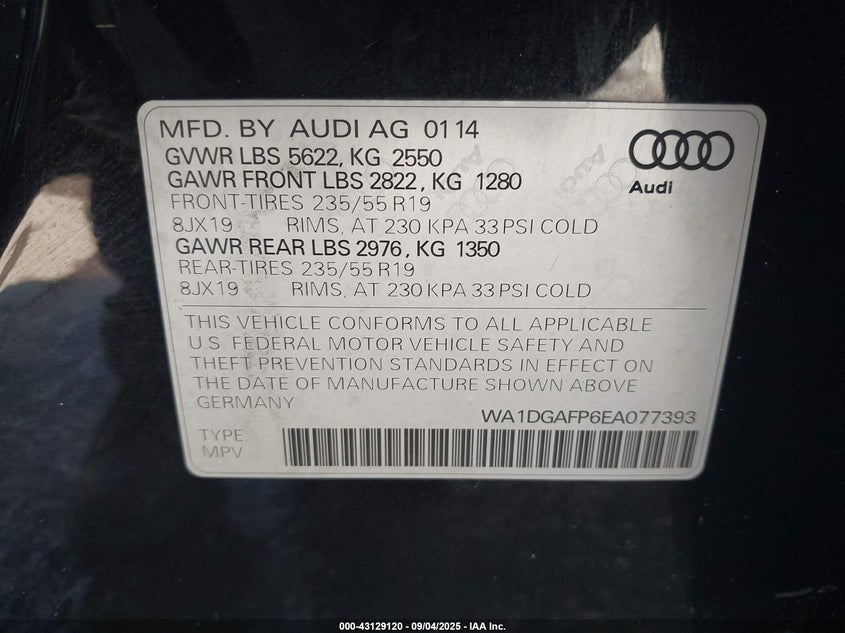 MFD. BY AUDI AG 01 14
GVWR LBS 5622, KG 2550
GAWR FRONT LBS 2822, KG 1280
FRONT-TIRES 235/55 R19
8JX19 RIMS, AT 230 KPA 33 PSI COLD
GAWR REAR LBS 2976, KG 1350
REAR-TIRES 235/55 R19
8JX19 RIMS, AT 230 KPA 33 PSI COLD
Audi
THIS VEHICLE CONFORMS TO ALL APPLICABLE
U.S. FEDERAL MOTOR VEHICLE SAFETY AND
THEFT PREVENTION STANDARDS IN EFFECT ON
THE DATE OF MANUFACTURE SHOWN ABOVE
GERMANY
WA1DGAFP6EA077393
TYPE:
MPV
000-43129120 - 09/04/2025 - IAA Inc.